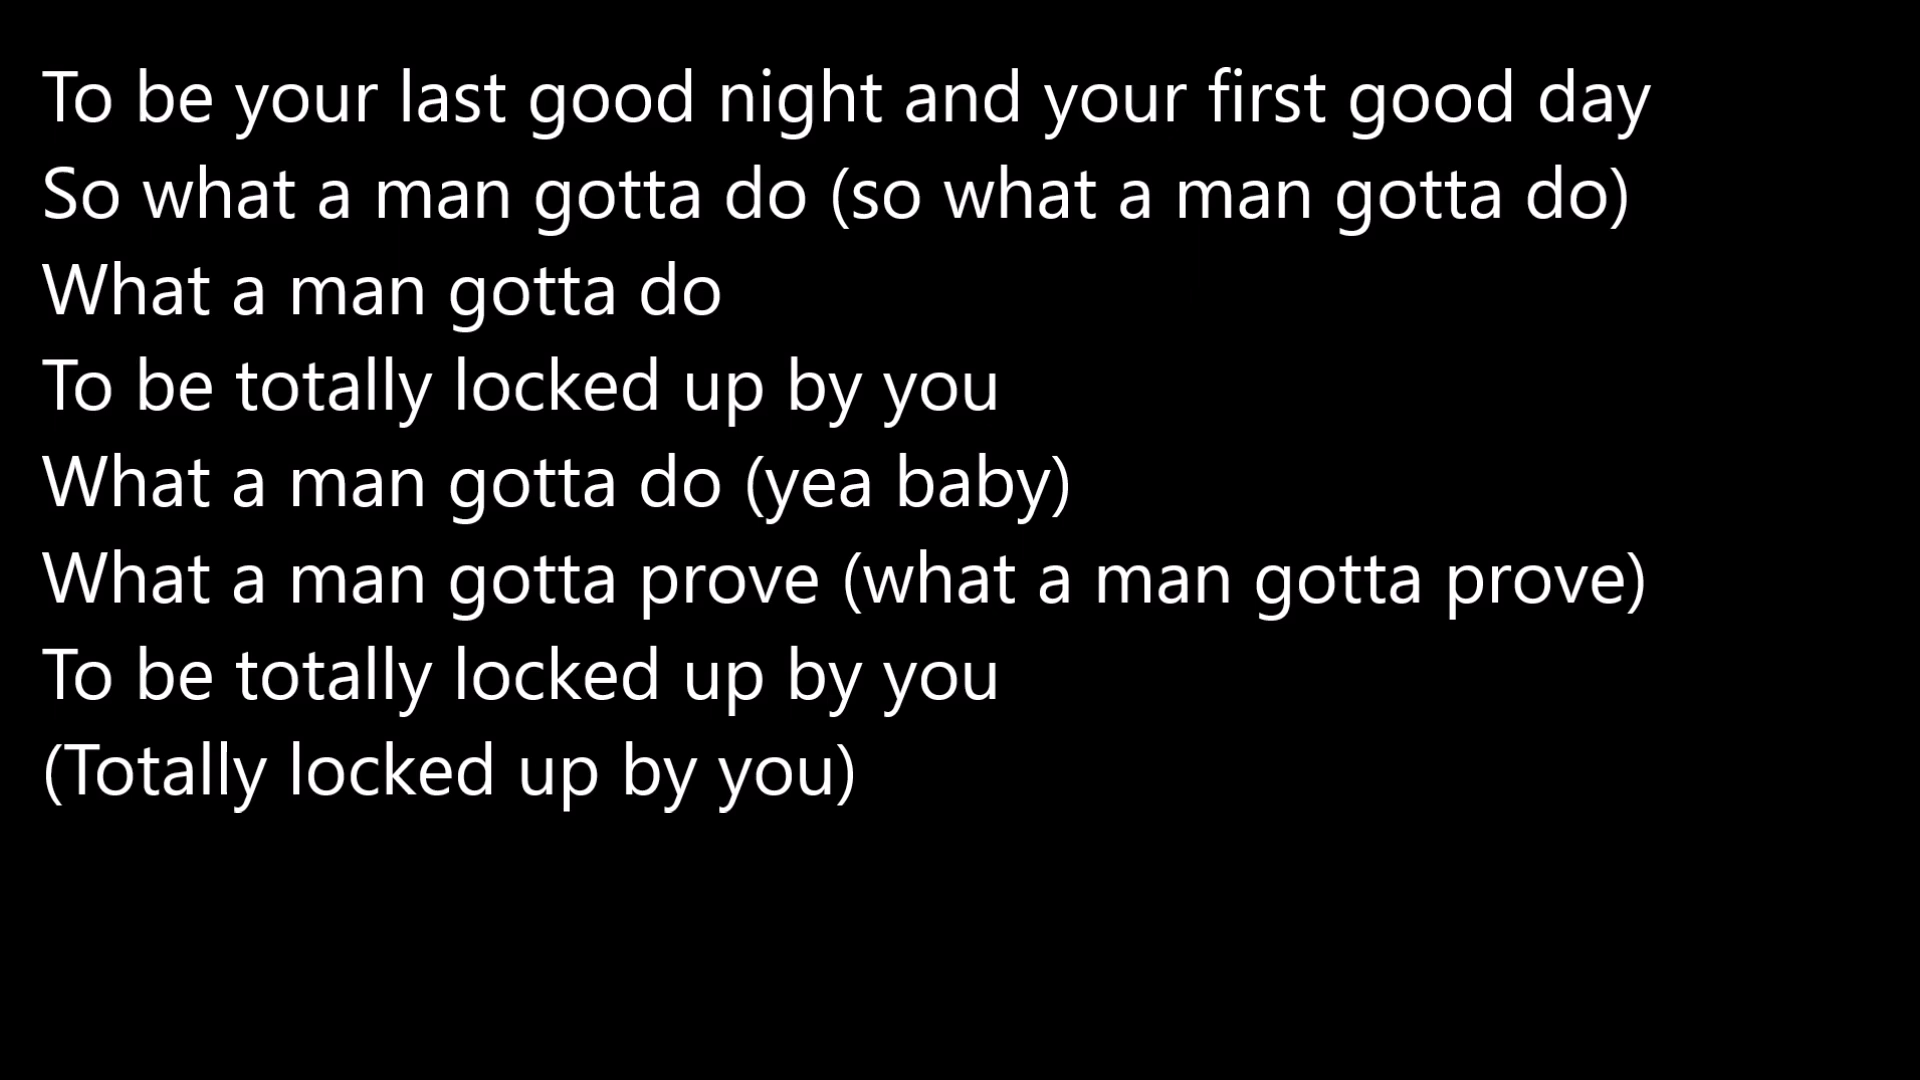 To be your last good night and your first good day
So what a man gotta do (so what a man gotta do)
What a man gotta do
To be totally locked up by you
What a man gotta do (yea baby)
What a man gotta prove (what a man gotta prove)
To be totally locked up by you
(Totally locked up by you)